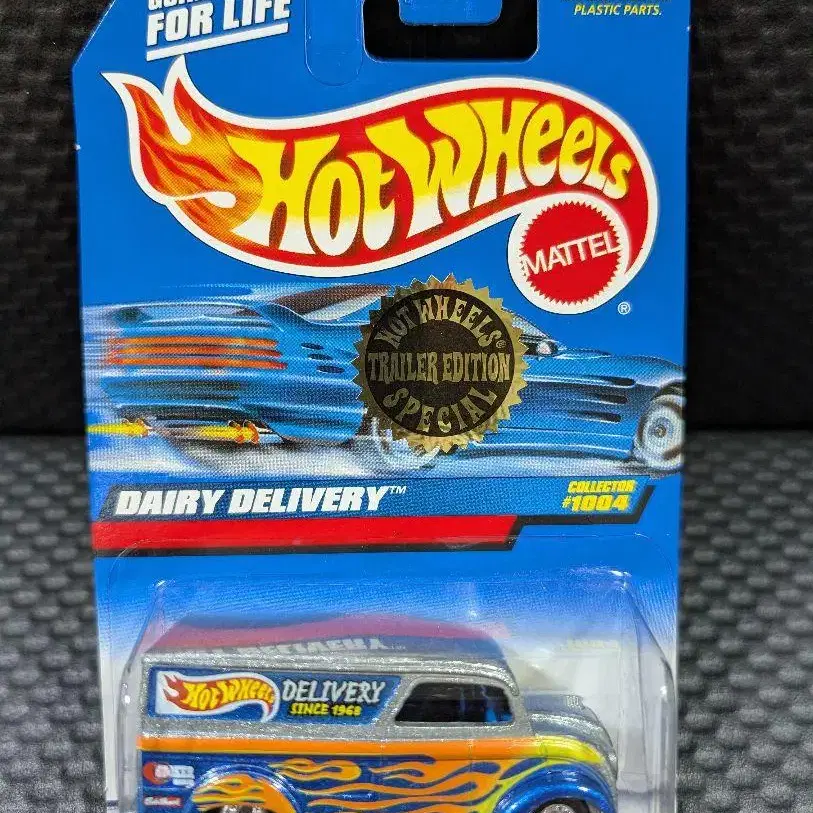 FOR LIFE
PLASTIC PARTS.
HOT WHEELS
MATTEL
®
HOT WHEELS®
TRAILER EDITION
SPECIAL
DAIRY DELIVERY™
COLLECTOR
#1004
HOT WHEELS
DELIVERY
SINCE 1968